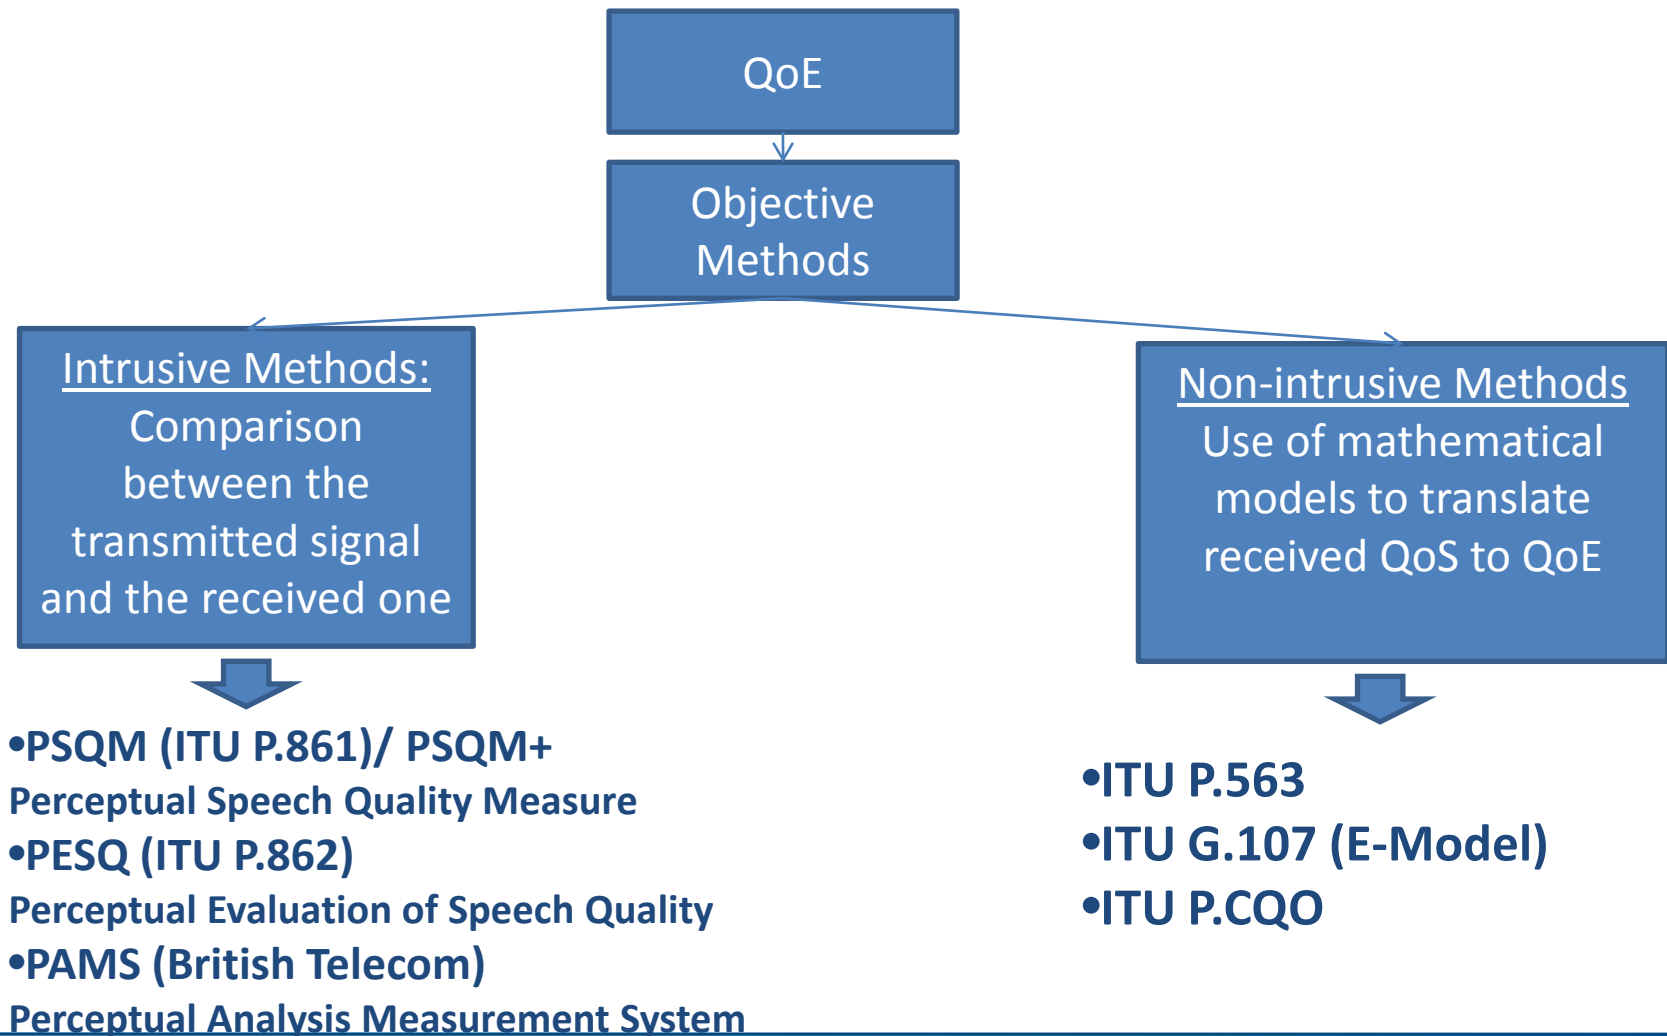 QoE
Objective
Methods
Intrusive Methods:
Comparison
between the
transmitted signal
and the received one
Non-intrusive Methods
Use of mathematical
models to translate
received QoS to QoE
•PSQM (ITU P.861)/ PSQM+
Perceptual Speech Quality Measure
•PESQ (ITU P.862)
Perceptual Evaluation of Speech Quality
•PAMS (British Telecom)
Perceptual Analysis Measurement System
•ITU P.563
•ITU G.107 (E-Model)
•ITU P.CQO